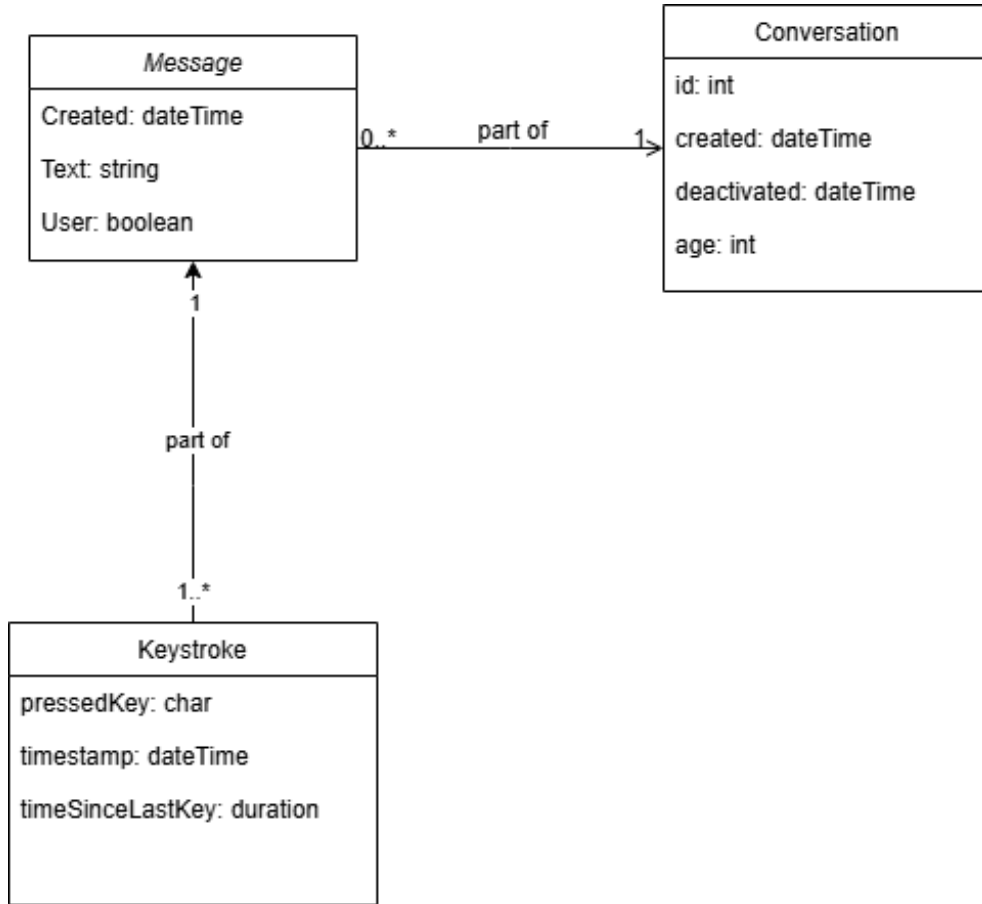 Message
Created: dateTime
Text: string
User: boolean
0..*
part of
1
Conversation
id: int
created: dateTime
deactivated: dateTime
age: int
1
part of
1..*
Keystroke
pressedKey: char
timestamp: dateTime
timeSinceLastKey: duration